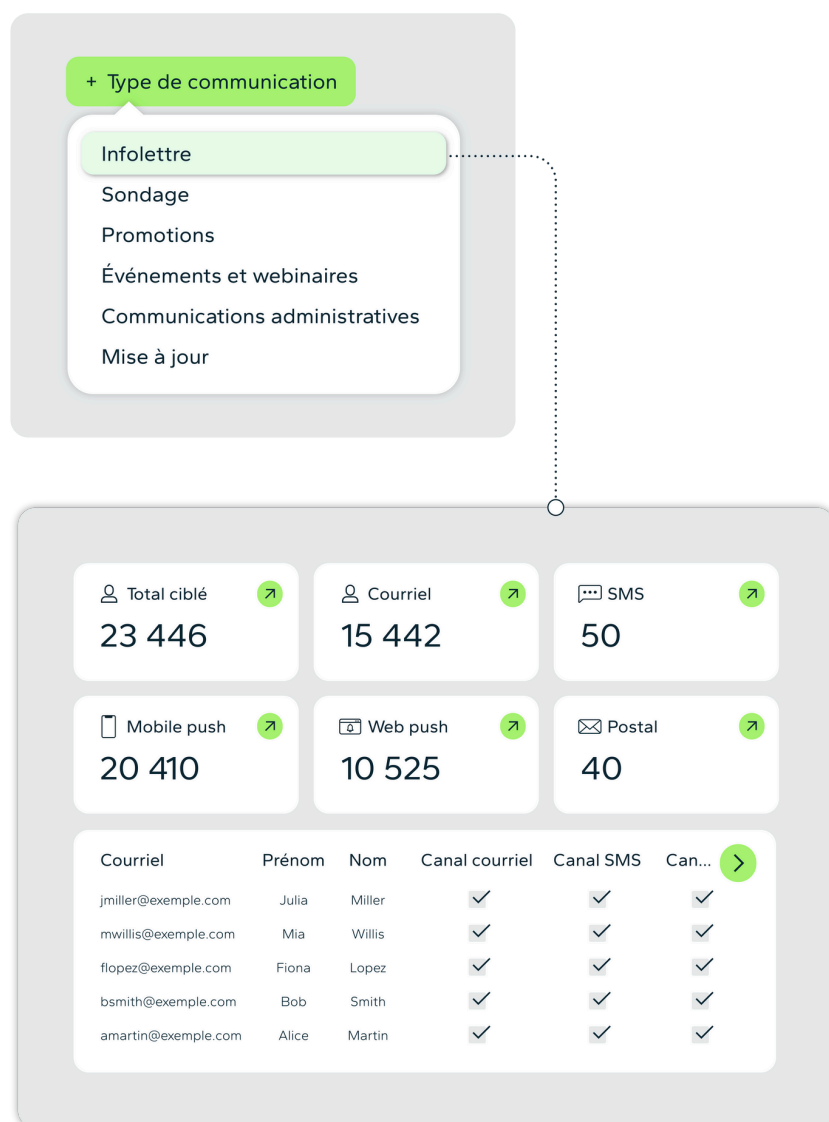 + Type de communication
Infolettre
Sondage
Promotions
Événements et webinaires
Communications administratives
Mise à jour
Total ciblé
23 446
Courriel
15 442
SMS
50
Mobile push
20 410
Web push
10 525
Postal
40
Courriel Prénom Nom Canal courriel Canal SMS Can...
jmiller@exemple.com Julia Miller
mwillis@exemple.com Mia Willis
flopez@exemple.com Fiona Lopez
bsmith@exemple.com Bob Smith
amartin@exemple.com Alice Martin